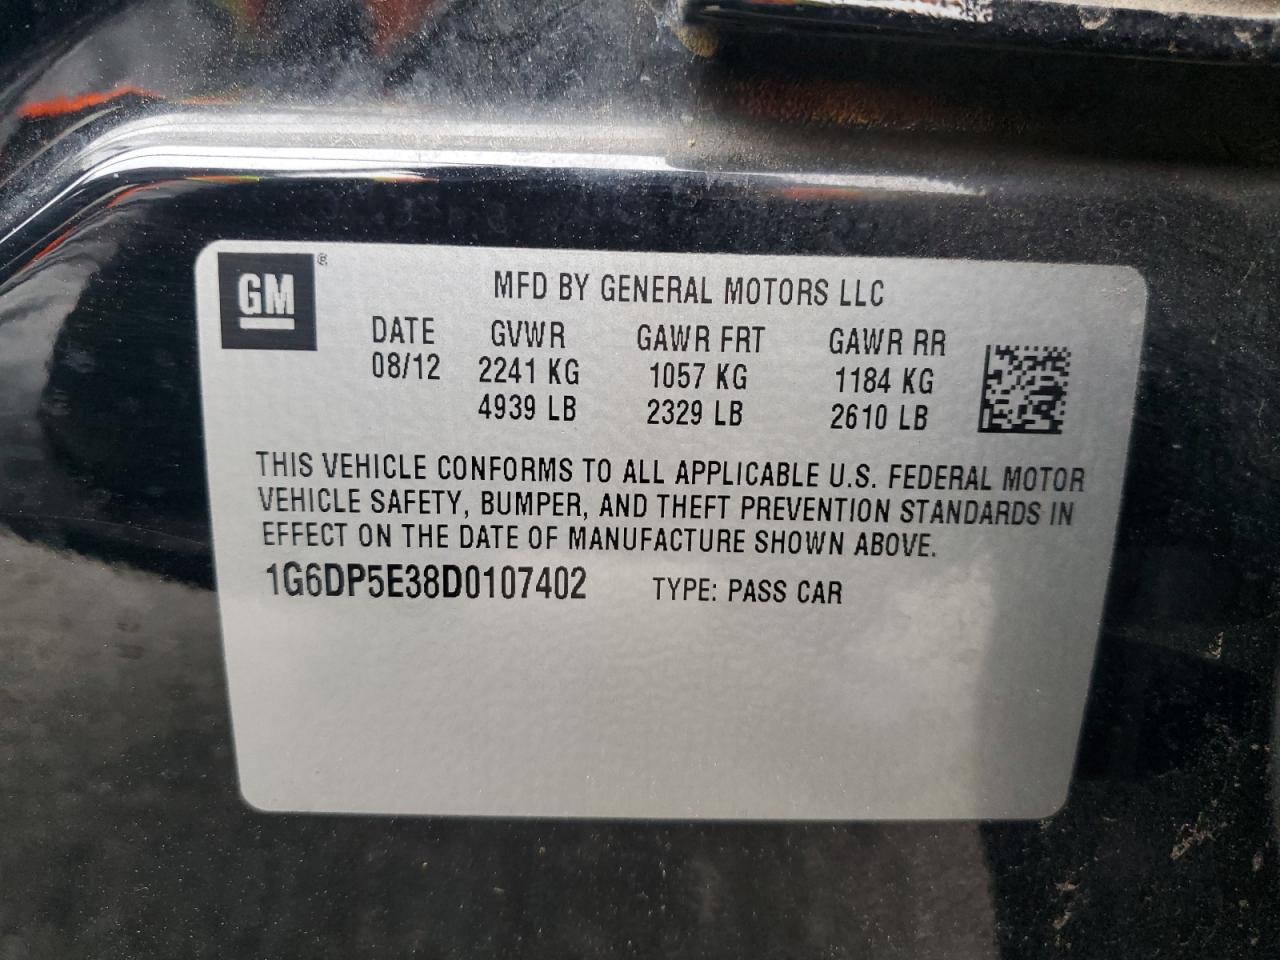 GM ®
MFD BY GENERAL MOTORS LLC
DATE GVWR GAWR FRT GAWR RR
08/12 2241 KG 1057 KG 1184 KG
4939 LB 2329 LB 2610 LB
THIS VEHICLE CONFORMS TO ALL APPLICABLE U.S. FEDERAL MOTOR
VEHICLE SAFETY, BUMPER, AND THEFT PREVENTION STANDARDS IN
EFFECT ON THE DATE OF MANUFACTURE SHOWN ABOVE.
1G6DP5E38D0107402 TYPE: PASS CAR